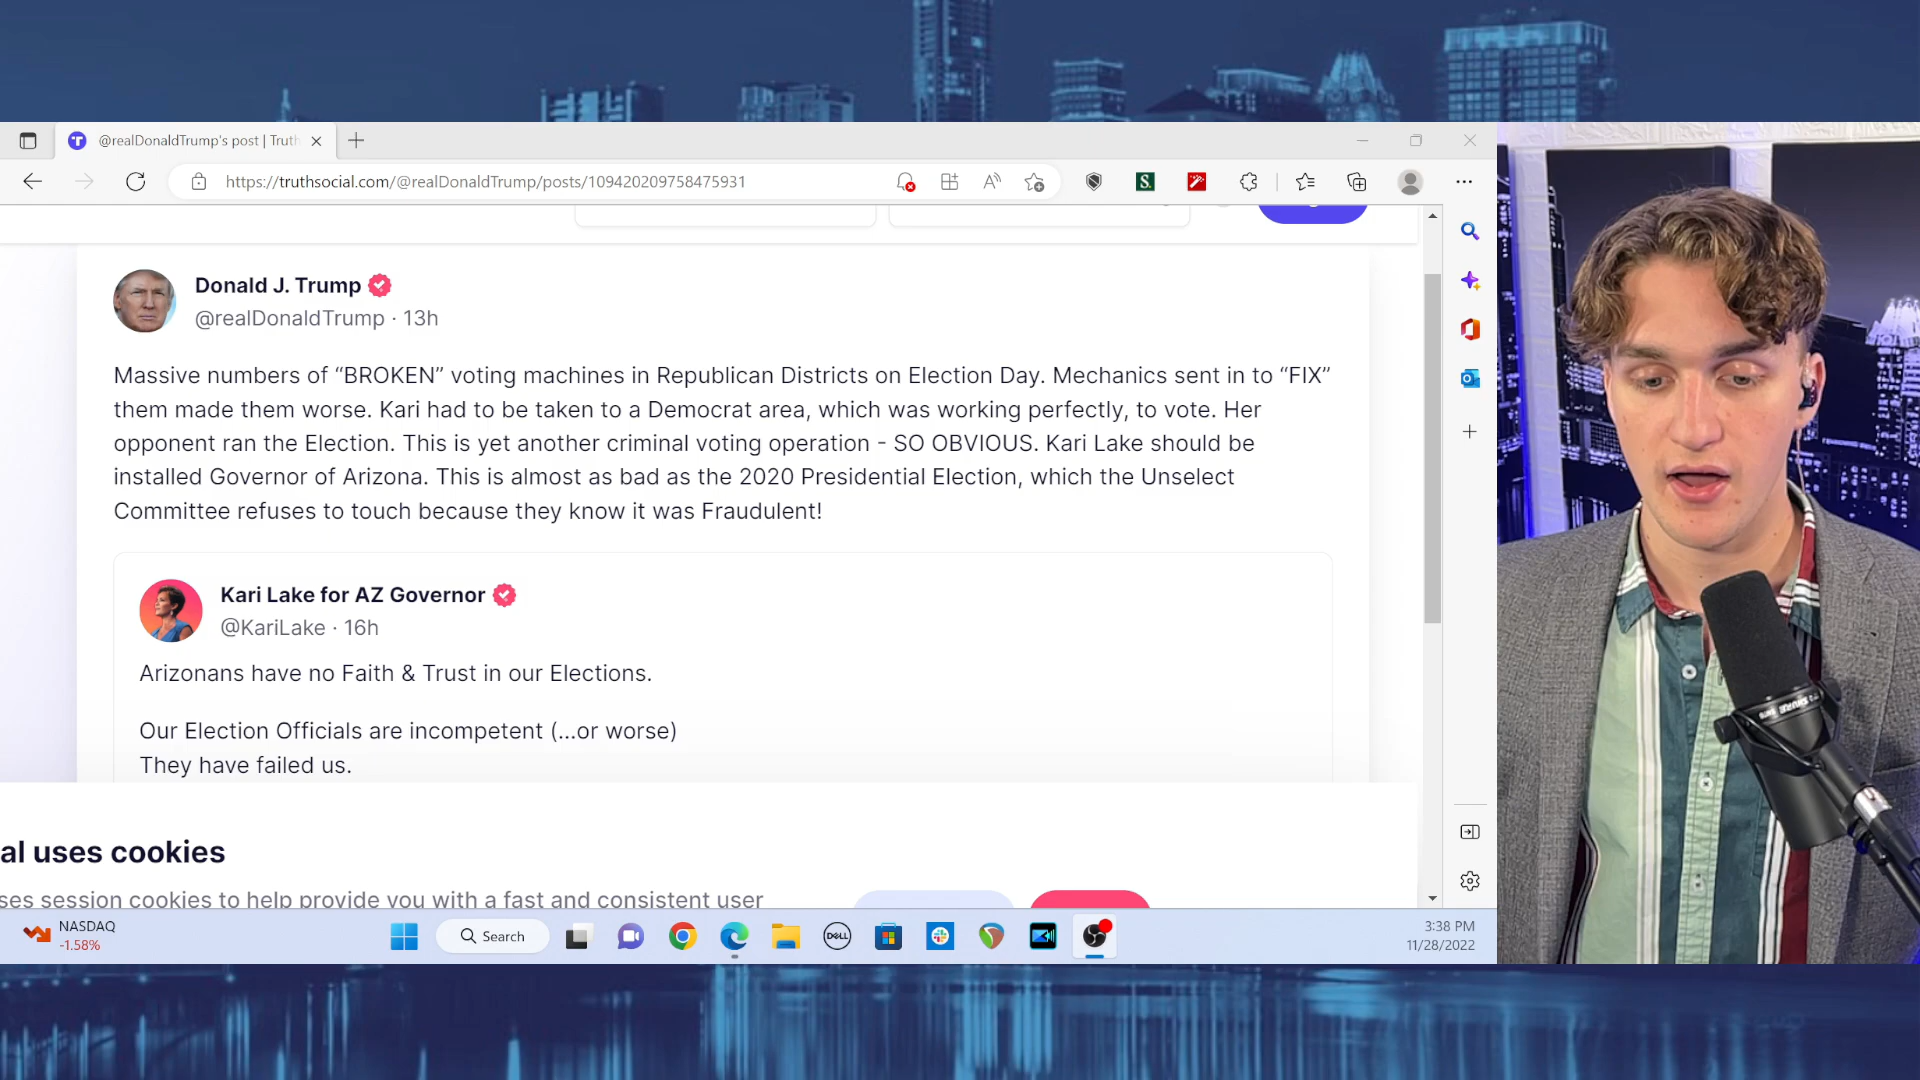 @realDonaldTrump's post | Truth
https://truthsocial.com/@realDonaldTrump/posts/109420209758475931
Donald J. Trump
@realDonaldTrump · 13h
Massive numbers of “BROKEN” voting machines in Republican Districts on Election Day. Mechanics sent in to “FIX”
them made them worse. Kari had to be taken to a Democrat area, which was working perfectly, to vote. Her
opponent ran the Election. This is yet another criminal voting operation - SO OBVIOUS. Kari Lake should be
installed Governor of Arizona. This is almost as bad as the 2020 Presidential Election, which the Unselect
Committee refuses to touch because they know it was Fraudulent!
Kari Lake for AZ Governor
@KariLake · 16h
Arizonans have no Faith & Trust in our Elections.
Our Election Officials are incompetent (...or worse)
They have failed us.
al uses cookies
ses session cookies to help provide you with a fast and consistent user
NASDAQ
-1.58%
Search
DELL
3:38 PM
11/28/2022